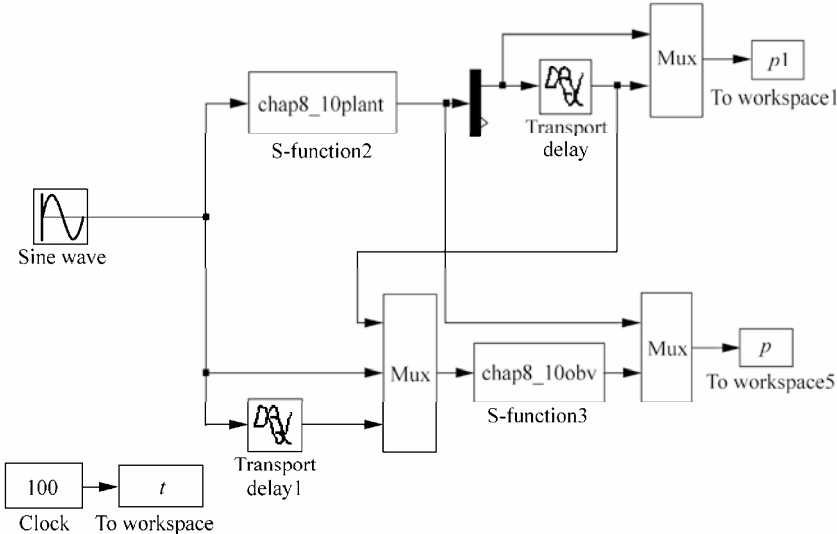 Mux
p1
To workspace1
chap8_10plant
S-function2
Transport
delay
Sine wave
Mux
chap8_10obv
S-function3
Mux
p
To workspace5
Transport
delay1
100
Clock
t
To workspace